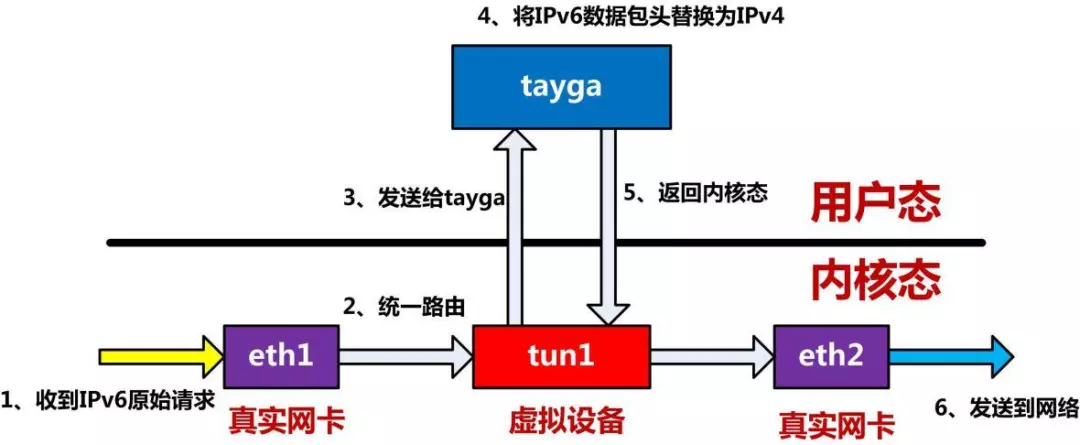 4、将IPv6数据包头替换为IPv4
tayga
3、发送给tayga
5、返回内核态
用户态
内核态
2、统一路由
eth1
tun1
eth2
1、收到IPv6原始请求
真实网卡
虚拟设备
真实网卡
6、发送到网络